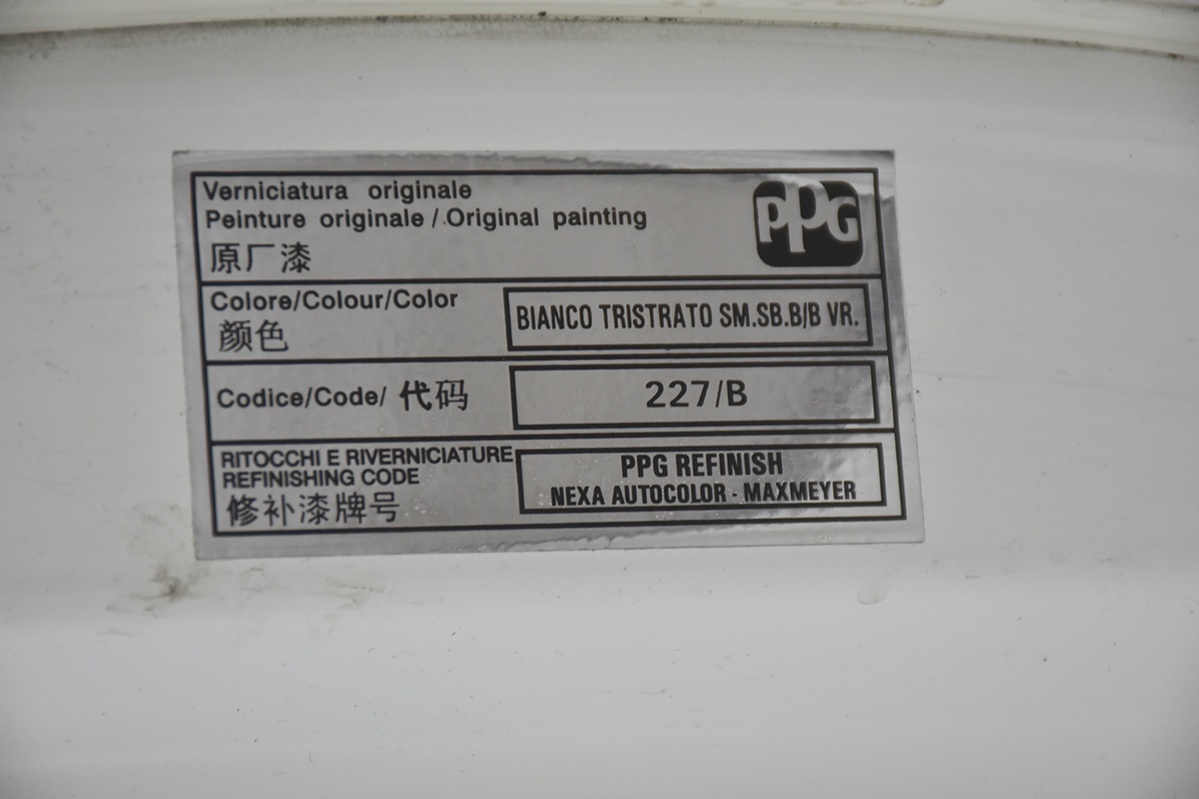 Verniciatura originale
Peinture originale / Original painting
原厂漆
PPG
Colore/Colour/Color
颜色
BIANCO TRISTRATO SM.SB.B/B VR.
Codice/Code/ 代码
227/B
RITOCCHI E RIVERNICIATURE
REFINISHING CODE
修补漆牌号
PPG REFINISH
NEXA AUTOCOLOR - MAXMEYER